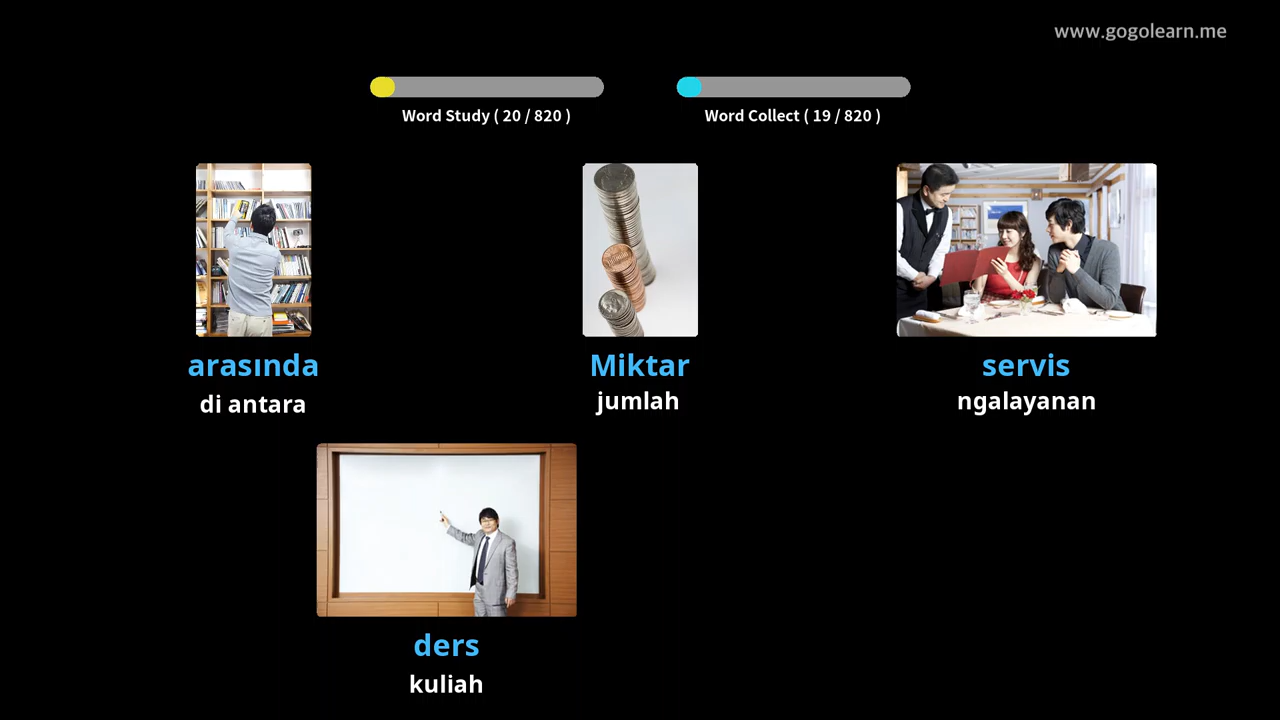 www.gogolearn.me
Word Study ( 20 / 820 )
Word Collect ( 19 / 820 )
arasında
di antara
Miktar
jumlah
servis
ngalayanan
ders
kuliah